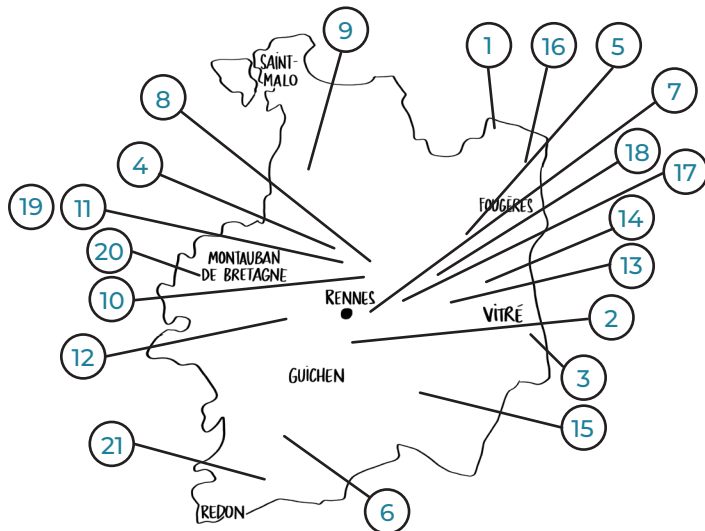 9
1
16
5
SAINT-
MALO
8
7
4
18
17
19
11
FOUGÈRES
14
20
MONTAUBAN
DE BRETAGNE
13
10
RENNES
VITRÉ
2
12
GUICHEN
3
15
21
6
REDON